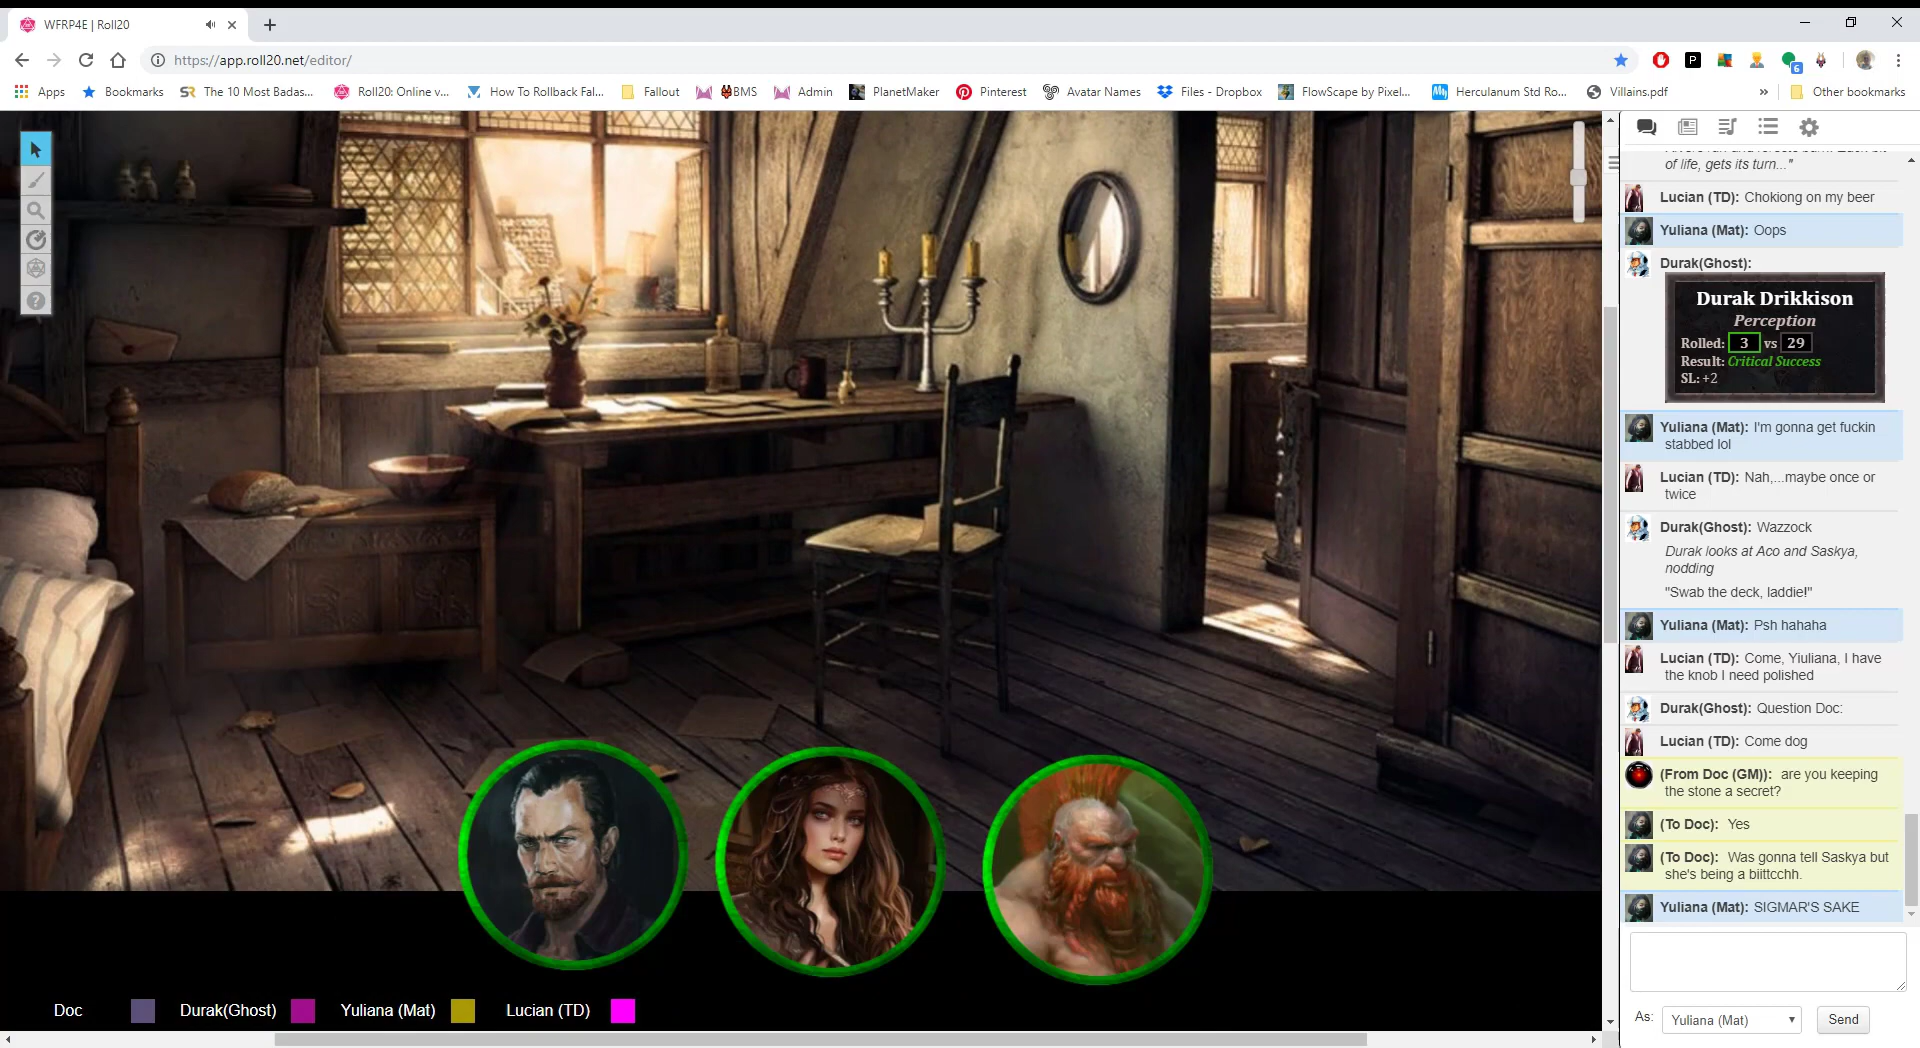 WFRP4E | Roll20
https://app.roll20.net/editor/
6
Apps Bookmarks The 10 Most Badas... Roll20: Online v... How To Rollback Fal... Fallout BMS Admin PlanetMaker Pinterest Avatar Names Files - Dropbox FlowScape by Pixel... Herculanum Std Ro... Villains.pdf » Other bookmarks
of life, gets its turn..."
Lucian (TD): Chokiong on my beer
Yuliana (Mat): Oops
Durak(Ghost):
Durak Drikkison
Perception
Rolled: 3 vs 29
Result: Critical Success
SL: +2
Yuliana (Mat): I'm gonna get fuckin
stabbed lol
Lucian (TD): Nah,...maybe once or
twice
Durak(Ghost): Wazzock
Durak looks at Aco and Saskya,
nodding
"Swab the deck, laddie!"
Yuliana (Mat): Psh hahaha
Lucian (TD): Come, Yiuliana, I have
the knob I need polished
Durak(Ghost): Question Doc:
Lucian (TD): Come dog
(From Doc (GM)): are you keeping
the stone a secret?
(To Doc): Yes
(To Doc): Was gonna tell Saskya but
she's being a biittcchh.
Yuliana (Mat): SIGMAR'S SAKE
As: Yuliana (Mat) Send
Doc Durak(Ghost) Yuliana (Mat) Lucian (TD)